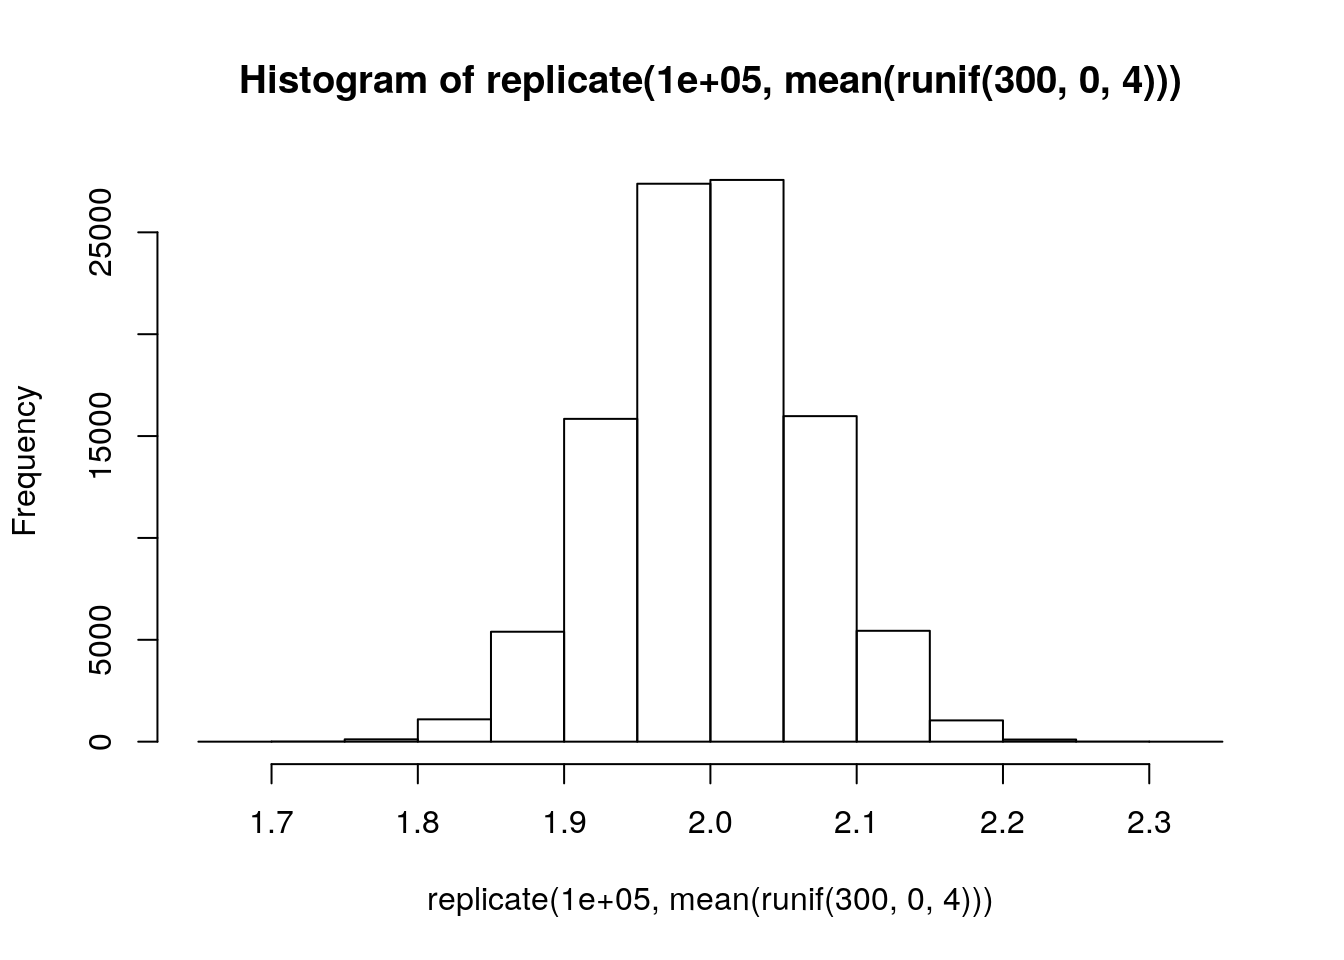 Histogram of replicate(1e+05, mean(runif(300, 0, 4)))
Frequency
25000
15000
5000
0
1.7 1.8 1.9 2.0 2.1 2.2 2.3
replicate(1e+05, mean(runif(300, 0, 4)))